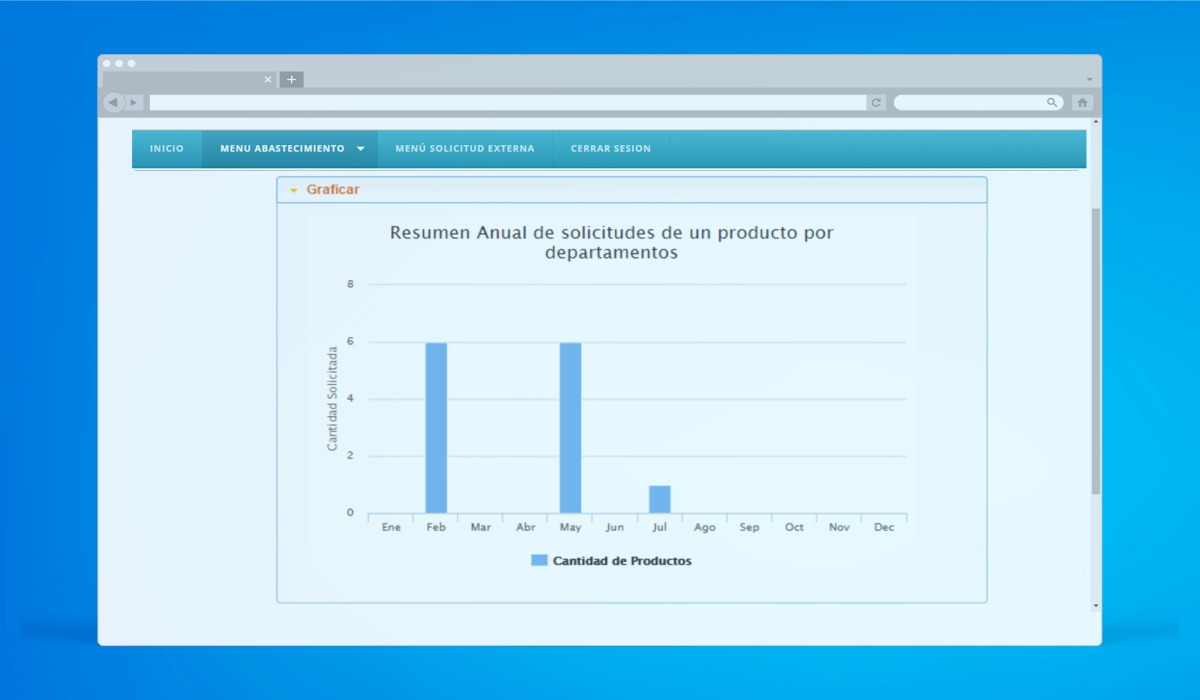 INICIO
MENU ABASTECIMIENTO
MENÚ SOLICITUD EXTERNA
CERRAR SESION
Graficar
Resumen Anual de solicitudes de un producto por
departamentos
Cantidad Solicitada
8
6
4
2
0
Ene Feb Mar Abr May Jun Jul Ago Sep Oct Nov Dec
Cantidad de Productos